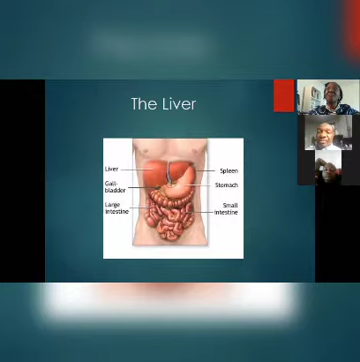 The Liver
Liver
Gall-
bladder
Large
Intestine
Spleen
Stomach
Small
Intestine